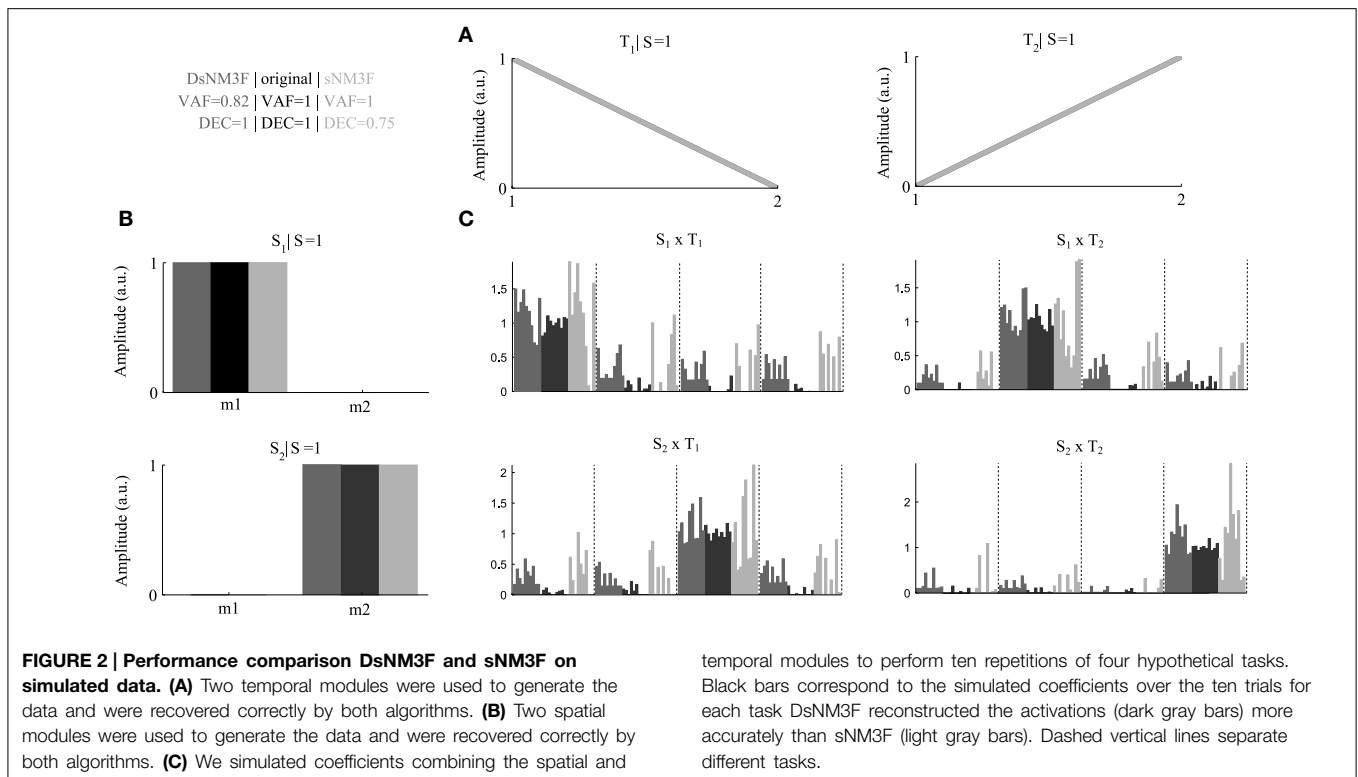 DsNM3F | original | sNM3F
VAF=0.82 | VAF=1 | VAF=1
DEC=1 | DEC=1 | DEC=0.75
A
T1| S=1
Amplitude (a.u.)
1
0
1
2
T2| S=1
Amplitude (a.u.)
1
0
1
2
B
S1| S=1
Amplitude (a.u.)
1
0
m1
m2
S2| S=1
Amplitude (a.u.)
1
0
m1
m2
C
S1 x T1
1.5
1
0.5
0
S1 x T2
1.5
1
0.5
0
S2 x T1
2
1.5
1
0.5
0
S2 x T2
2
1
0
FIGURE 2 | Performance comparison DsNM3F and sNM3F on
simulated data. (A) Two temporal modules were used to generate the
data and were recovered correctly by both algorithms. (B) Two spatial
modules were used to generate the data and were recovered correctly by
both algorithms. (C) We simulated coefficients combining the spatial and
temporal modules to perform ten repetitions of four hypothetical tasks.
Black bars correspond to the simulated coefficients over the ten trials for
each task DsNM3F reconstructed the activations (dark gray bars) more
accurately than sNM3F (light gray bars). Dashed vertical lines separate
different tasks.